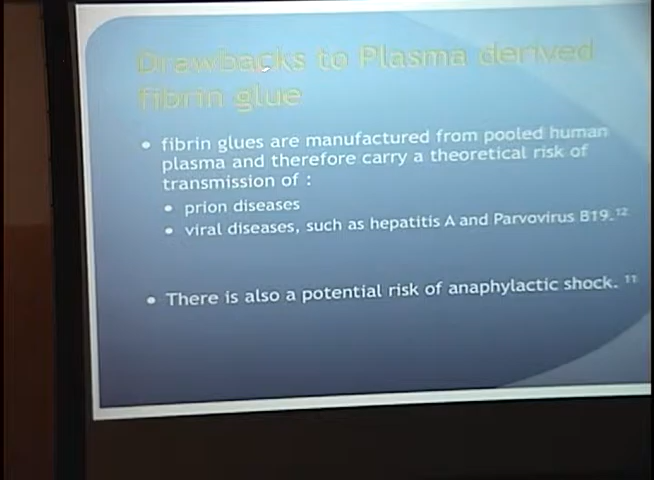 Drawbacks to Plasma derived
fibrin glue
• fibrin glues are manufactured from pooled human
plasma and therefore carry a theoretical risk of
transmission of :
• prion diseases
• viral diseases, such as hepatitis A and Parvovirus B19.¹²
• There is also a potential risk of anaphylactic shock. ¹¹